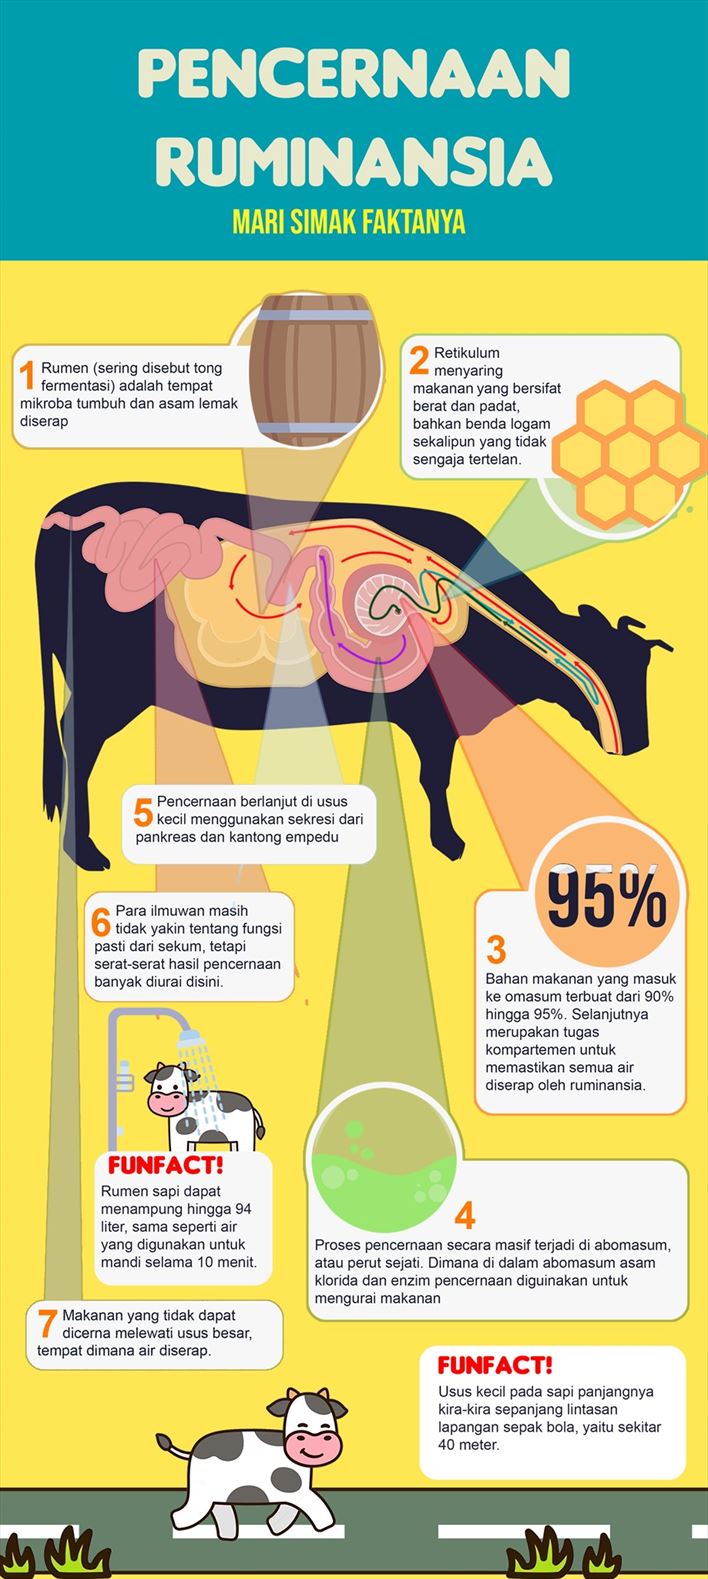 PENCERNAAN
RUMINANSIA
MARI SIMAK FAKTANYA
1 Rumen (sering disebut tong
fermentasi) adalah tempat
mikroba tumbuh dan asam lemak
diserap
2 Retikulum
menyaring
makanan yang bersifat
berat dan padat,
bahkan benda logam
sekalipun yang tidak
sengaja tertelan.
5 Pencernaan berlanjut di usus
kecil menggunakan sekresi dari
pankreas dan kantong empedu
95%
3
Bahan makanan yang masuk
ke omasum terbuat dari 90%
hingga 95%. Selanjutnya
merupakan tugas
kompartemen untuk
memastikan semua air
diserap oleh ruminansia.
6 Para ilmuwan masih
tidak yakin tentang fungsi
pasti dari sekum, tetapi
serat-serat hasil pencernaan
banyak diurai disini.
FUNFACT!
Rumen sapi dapat
menampung hingga 94
liter, sama seperti air
yang digunakan untuk
mandi selama 10 menit.
4
Proses pencernaan secara masif terjadi di abomasum,
atau perut sejati. Dimana di dalam abomasum asam
klorida dan enzim pencernaan diguinakan untuk
mengurai makanan
7 Makanan yang tidak dapat
dicerna melewati usus besar,
tempat dimana air diserap.
FUNFACT!
Usus kecil pada sapi panjangnya
kira-kira sepanjang lintasan
lapangan sepak bola, yaitu sekitar
40 meter.